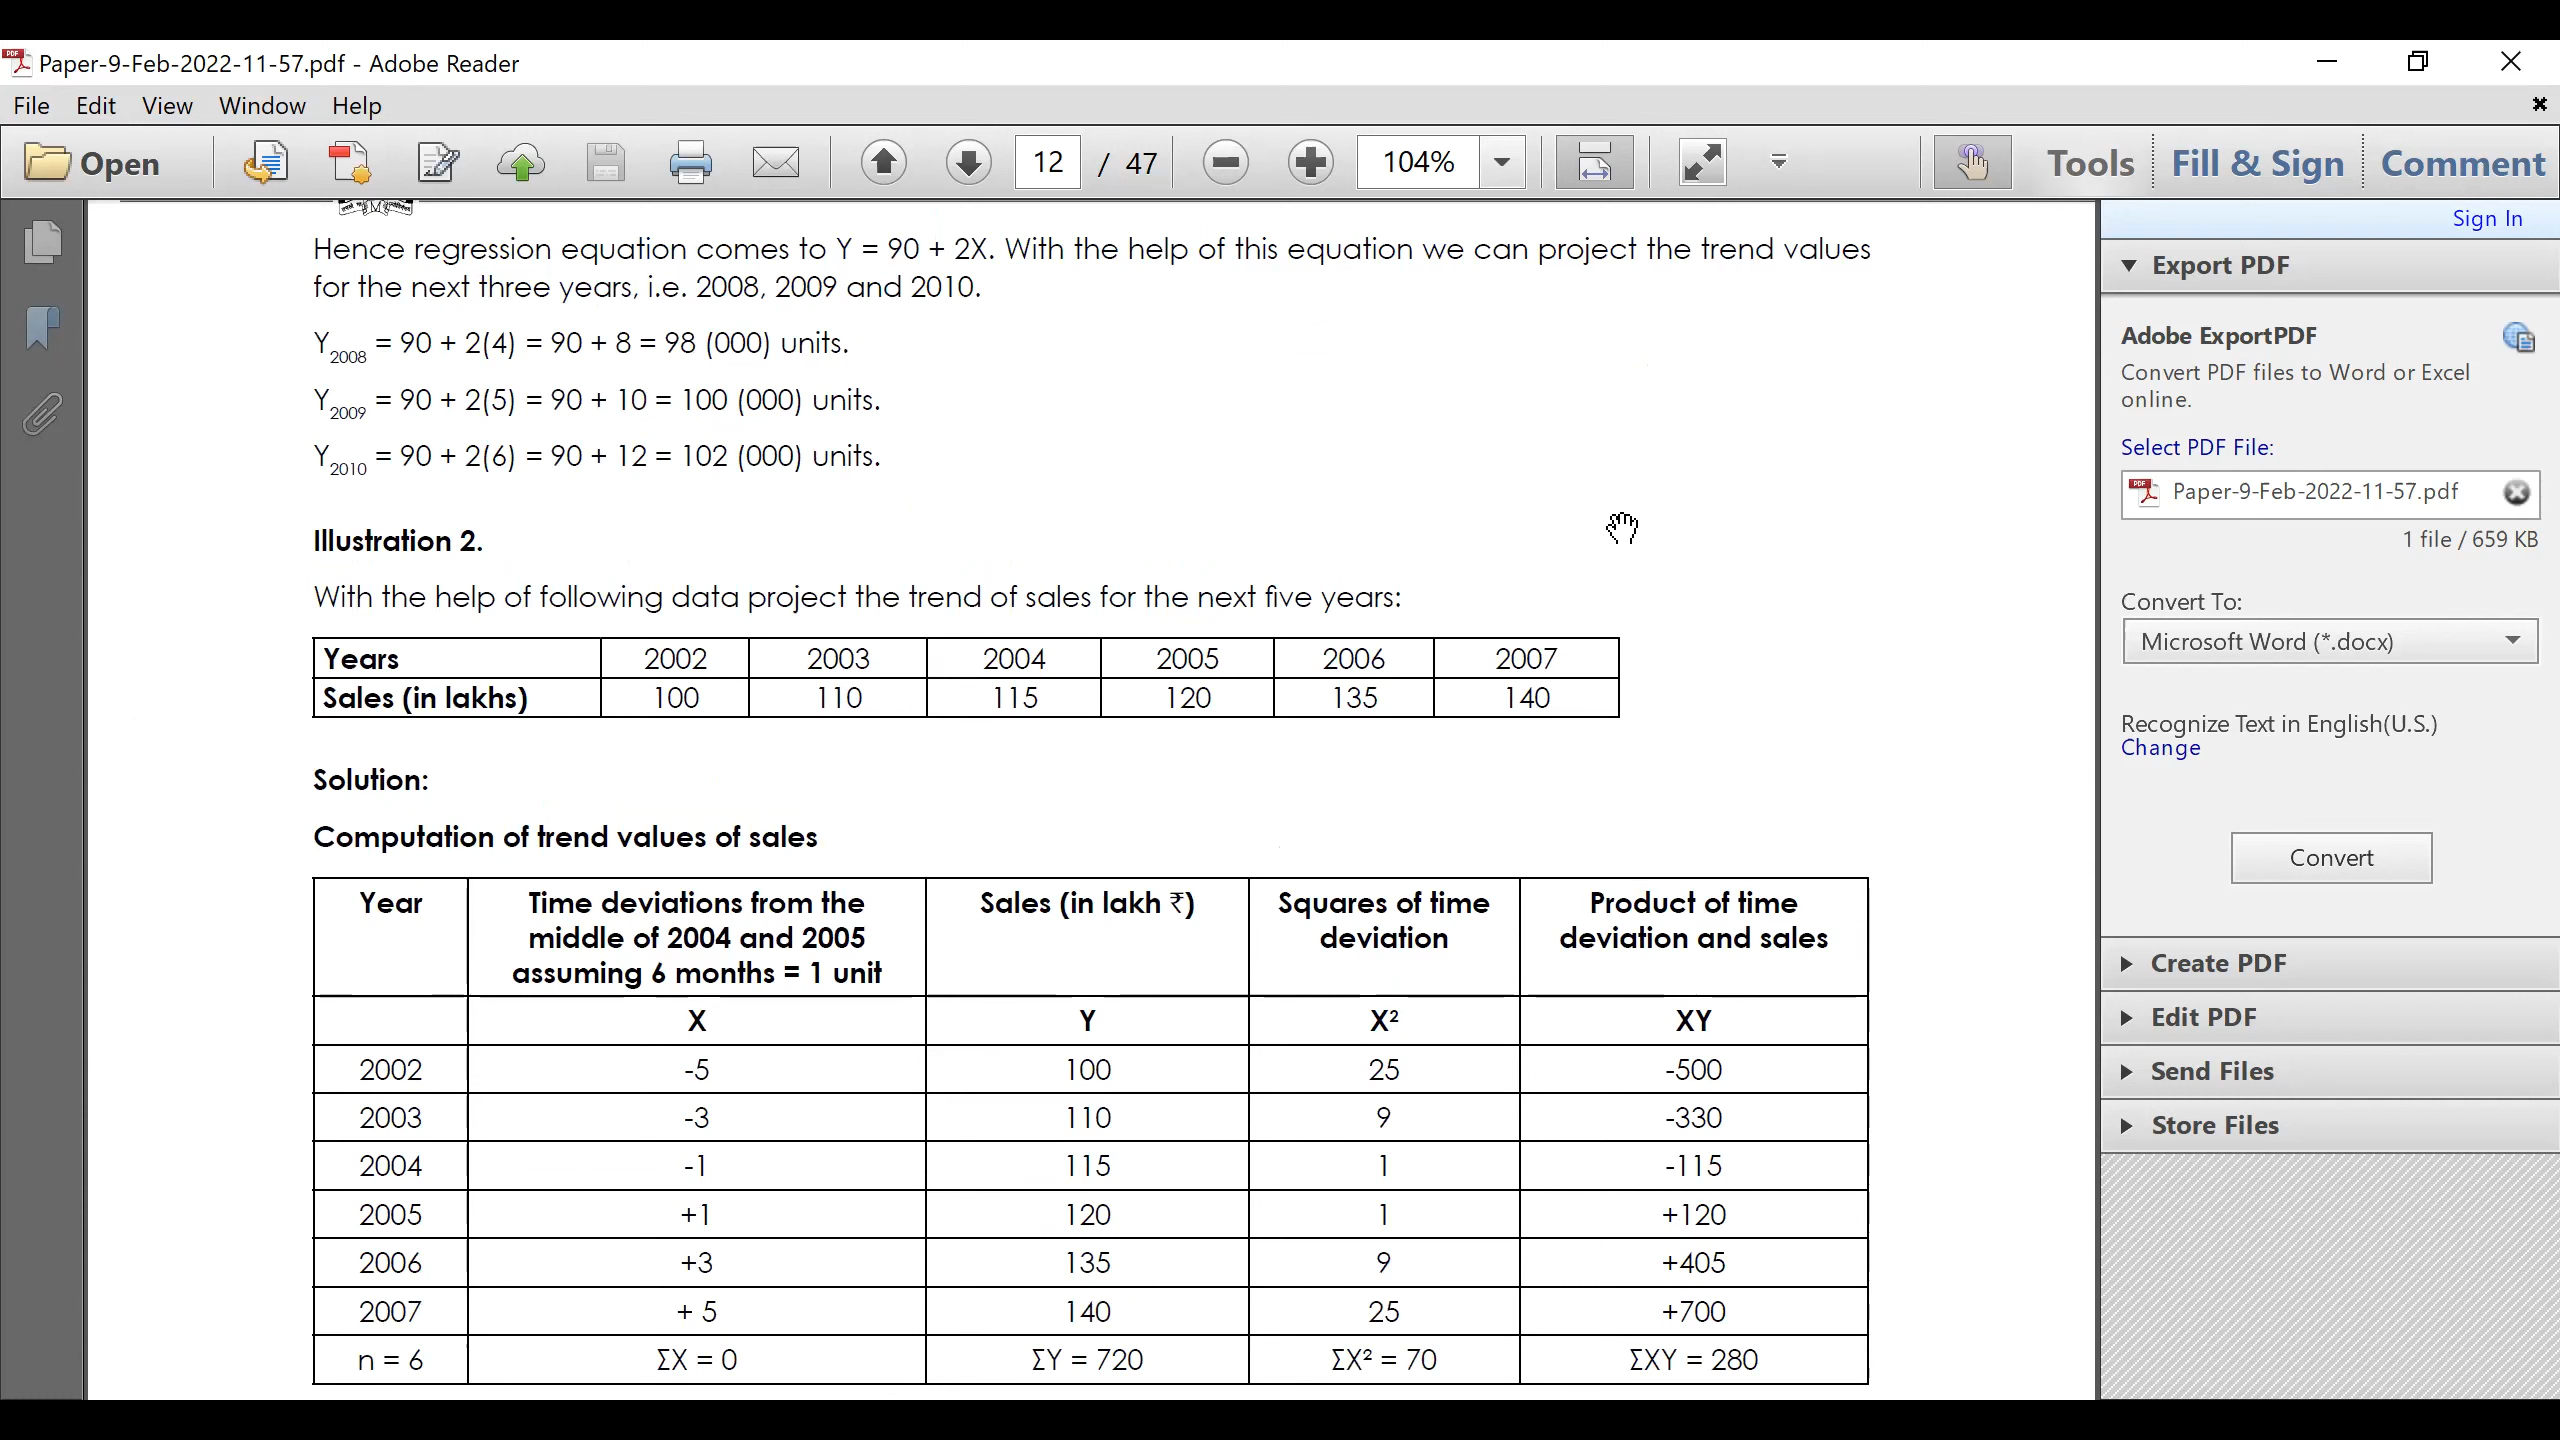 Paper-9-Feb-2022-11-57.pdf - Adobe Reader
File Edit View Window Help
Open 12 / 47 104% Tools Fill & Sign Comment
Sign In
Hence regression equation comes to Y = 90 + 2X. With the help of this equation we can project the trend values
for the next three years, i.e. 2008, 2009 and 2010.
Y2008 = 90 + 2(4) = 90 + 8 = 98 (000) units.
Y2009 = 90 + 2(5) = 90 + 10 = 100 (000) units.
Y2010 = 90 + 2(6) = 90 + 12 = 102 (000) units.
Illustration 2.
With the help of following data project the trend of sales for the next five years:
Years 2002 2003 2004 2005 2006 2007
Sales (in lakhs) 100 110 115 120 135 140
Solution:
Computation of trend values of sales
Year Time deviations from the middle of 2004 and 2005 assuming 6 months = 1 unit Sales (in lakh ₹) Squares of time deviation Product of time deviation and sales
X Y X² XY
2002 -5 100 25 -500
2003 -3 110 9 -330
2004 -1 115 1 -115
2005 +1 120 1 +120
2006 +3 135 9 +405
2007 + 5 140 25 +700
n = 6 ΣX = 0 ΣY = 720 ΣX² = 70 ΣXY = 280
Export PDF
Adobe ExportPDF
Convert PDF files to Word or Excel
online.
Select PDF File:
Paper-9-Feb-2022-11-57.pdf
1 file / 659 KB
Convert To:
Microsoft Word (*.docx)
Recognize Text in English(U.S.)
Change
Convert
Create PDF
Edit PDF
Send Files
Store Files